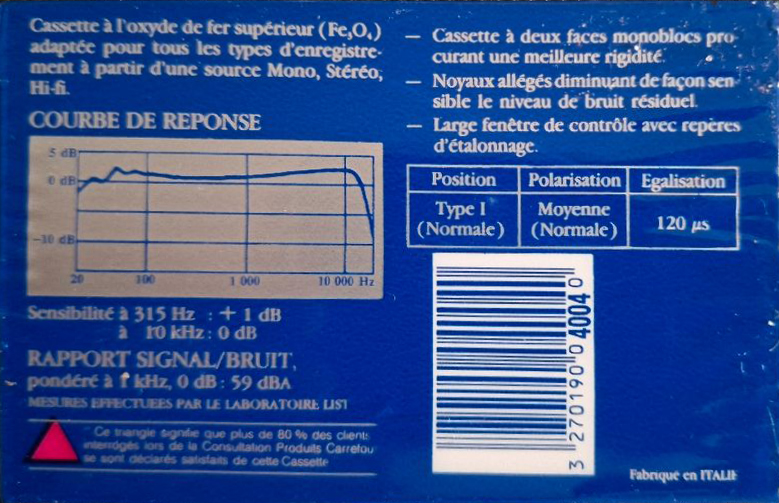 Cassette à l'oxyde de fer supérieur (Fe₂O₃)
adaptée pour tous les types d'enregistre-
ment à partir d'une source Mono, Stéréo,
Hi-fi.
COURBE DE REPONSE
5 dB
0 dB
-10 dB
20 100 1 000 10 000 Hz
Sensibilité à 315 Hz : + 1 dB
à 10 kHz : 0 dB
RAPPORT SIGNAL/BRUIT,
pondéré à 1 kHz, 0 dB : 59 dBA
MESURES EFFECTUEES PAR LE LABORATOIRE LIST
Ce triangle signifie que plus de 80 % des clients
interrogés lors de la Consultation Produits Carrefou
se sont déclarés satisfaits de cette Cassette
— Cassette à deux faces monoblocs pro-
curant une meilleure rigidité.
— Noyaux allégés diminuant de façon sen-
sible le niveau de bruit résiduel.
— Large fenêtre de contrôle avec repères
d'étalonnage.
Position Polarisation Egalisation
Type I Moyenne 120 µs
(Normale) (Normale)
3 270190 040040
Fabriqué en ITALIE